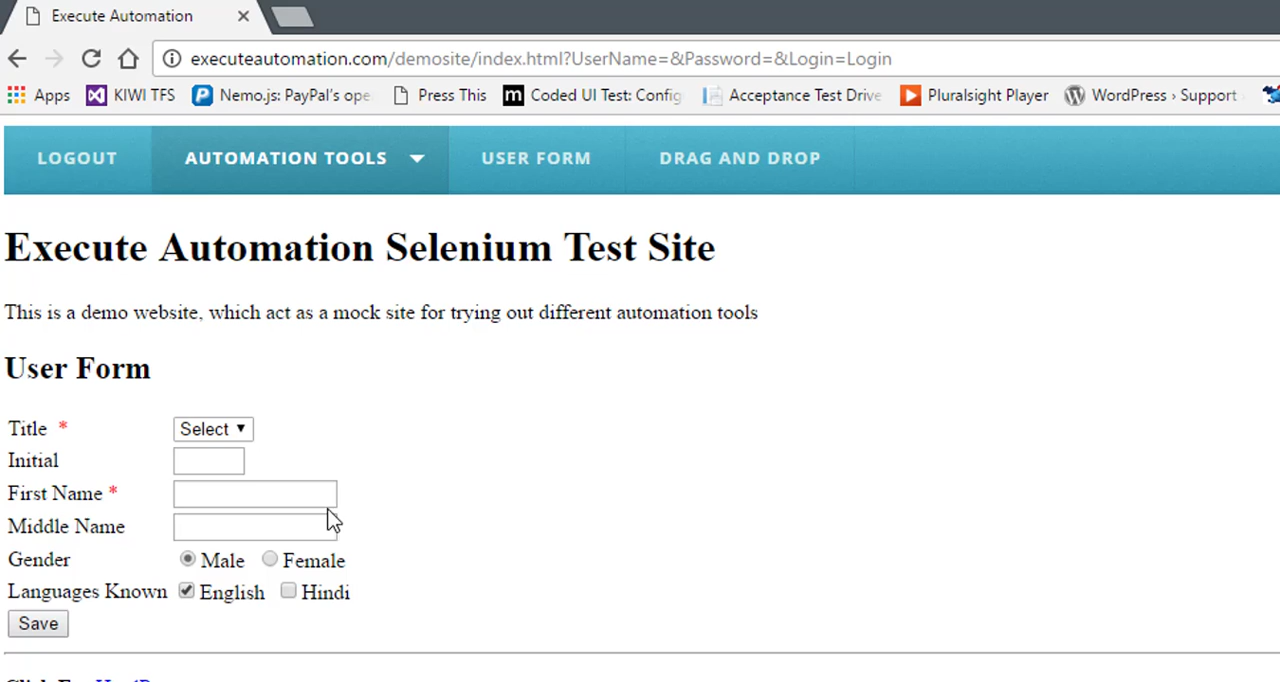 Execute Automation
executeautomation.com/demosite/index.html?UserName=&Password=&Login=Login
Apps KIWI TFS Nemo.js: PayPal's ope Press This Coded UI Test: Config Acceptance Test Drive Pluralsight Player WordPress › Support
LOGOUT AUTOMATION TOOLS USER FORM DRAG AND DROP
Execute Automation Selenium Test Site
This is a demo website, which act as a mock site for trying out different automation tools
User Form
Title * Select
Initial
First Name *
Middle Name
Gender Male Female
Languages Known English Hindi
Save